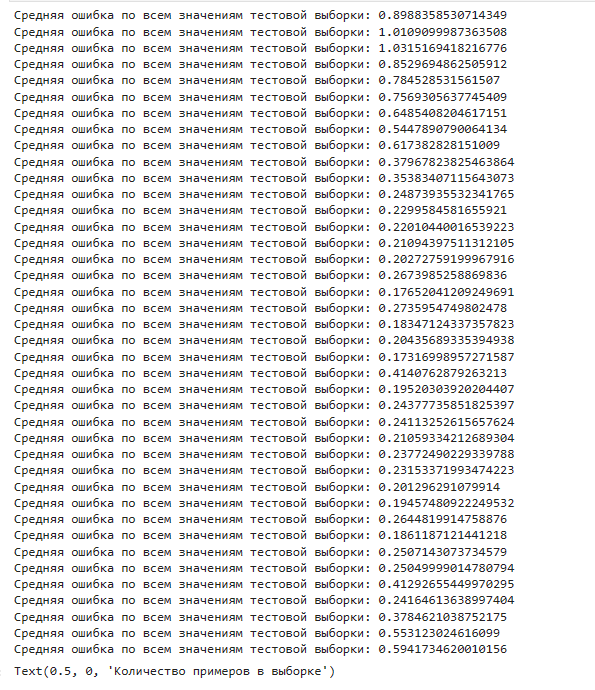 Средняя ошибка по всем значениям тестовой выборки: 0.8988358530714349
Средняя ошибка по всем значениям тестовой выборки: 1.0109099987363508
Средняя ошибка по всем значениям тестовой выборки: 1.0315169418216776
Средняя ошибка по всем значениям тестовой выборки: 0.8529694862505912
Средняя ошибка по всем значениям тестовой выборки: 0.784528531561507
Средняя ошибка по всем значениям тестовой выборки: 0.7569305637745409
Средняя ошибка по всем значениям тестовой выборки: 0.6485408204617151
Средняя ошибка по всем значениям тестовой выборки: 0.5447890790064134
Средняя ошибка по всем значениям тестовой выборки: 0.617382828151009
Средняя ошибка по всем значениям тестовой выборки: 0.37967823825463864
Средняя ошибка по всем значениям тестовой выборки: 0.35383407115643073
Средняя ошибка по всем значениям тестовой выборки: 0.24873935532341765
Средняя ошибка по всем значениям тестовой выборки: 0.2299584581655921
Средняя ошибка по всем значениям тестовой выборки: 0.22010440016539223
Средняя ошибка по всем значениям тестовой выборки: 0.21094397511312105
Средняя ошибка по всем значениям тестовой выборки: 0.20272759199967916
Средняя ошибка по всем значениям тестовой выборки: 0.2673985258869836
Средняя ошибка по всем значениям тестовой выборки: 0.17652041209249691
Средняя ошибка по всем значениям тестовой выборки: 0.2735954749802478
Средняя ошибка по всем значениям тестовой выборки: 0.18347124337357823
Средняя ошибка по всем значениям тестовой выборки: 0.20435689335394938
Средняя ошибка по всем значениям тестовой выборки: 0.17316998957271587
Средняя ошибка по всем значениям тестовой выборки: 0.4140762879263213
Средняя ошибка по всем значениям тестовой выборки: 0.19520303920204407
Средняя ошибка по всем значениям тестовой выборки: 0.24377735851825397
Средняя ошибка по всем значениям тестовой выборки: 0.24113252615657624
Средняя ошибка по всем значениям тестовой выборки: 0.21059334212689304
Средняя ошибка по всем значениям тестовой выборки: 0.23772490229339788
Средняя ошибка по всем значениям тестовой выборки: 0.23153371993474223
Средняя ошибка по всем значениям тестовой выборки: 0.201296291079914
Средняя ошибка по всем значениям тестовой выборки: 0.19457480922249532
Средняя ошибка по всем значениям тестовой выборки: 0.2644819914758876
Средняя ошибка по всем значениям тестовой выборки: 0.1861187121441218
Средняя ошибка по всем значениям тестовой выборки: 0.2507143073734579
Средняя ошибка по всем значениям тестовой выборки: 0.25049999014780794
Средняя ошибка по всем значениям тестовой выборки: 0.41292655449970295
Средняя ошибка по всем значениям тестовой выборки: 0.24164613638997404
Средняя ошибка по всем значениям тестовой выборки: 0.3784621038752175
Средняя ошибка по всем значениям тестовой выборки: 0.553123024616099
Средняя ошибка по всем значениям тестовой выборки: 0.5941734620010156
Text(0.5, 0, 'Количество примеров в выборке')